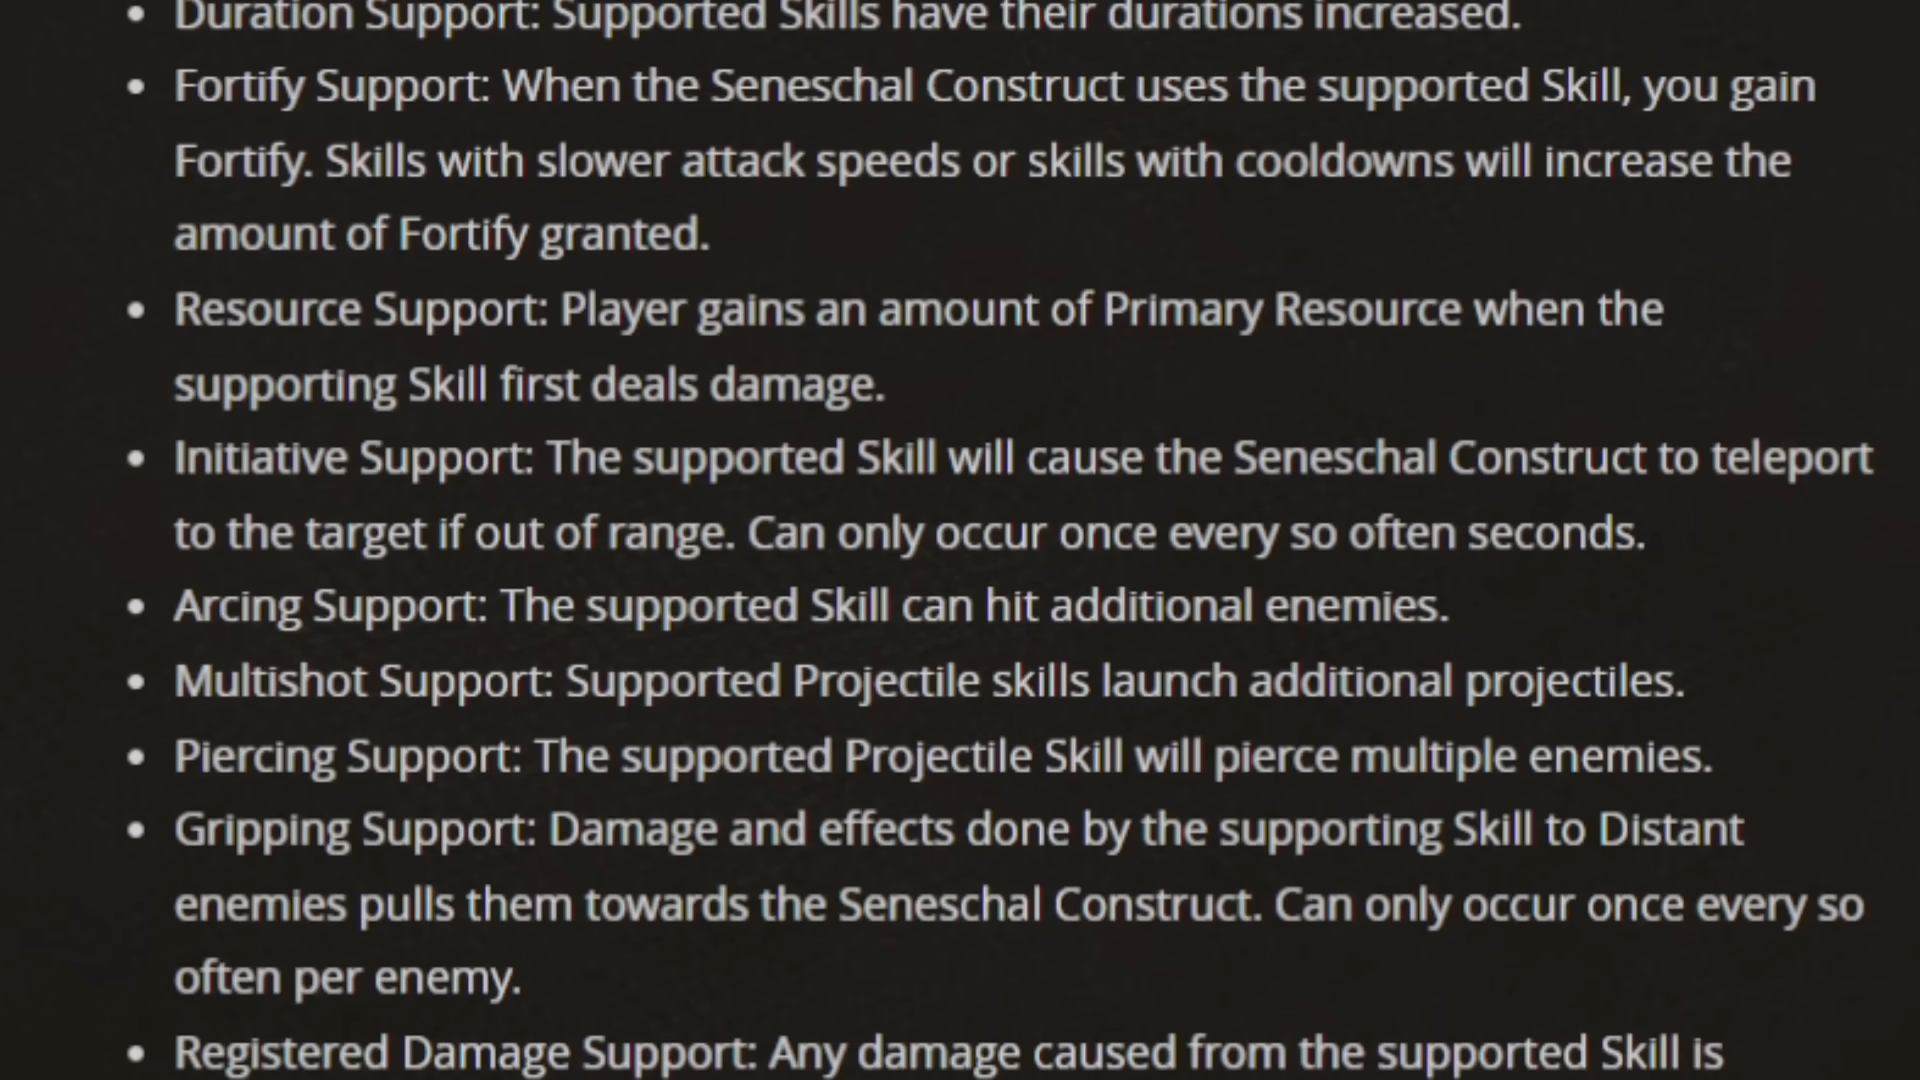 • Duration Support: Supported Skills have their durations increased.
• Fortify Support: When the Seneschal Construct uses the supported Skill, you gain
Fortify. Skills with slower attack speeds or skills with cooldowns will increase the
amount of Fortify granted.
• Resource Support: Player gains an amount of Primary Resource when the
supporting Skill first deals damage.
• Initiative Support: The supported Skill will cause the Seneschal Construct to teleport
to the target if out of range. Can only occur once every so often seconds.
• Arcing Support: The supported Skill can hit additional enemies.
• Multishot Support: Supported Projectile skills launch additional projectiles.
• Piercing Support: The supported Projectile Skill will pierce multiple enemies.
• Gripping Support: Damage and effects done by the supporting Skill to Distant
enemies pulls them towards the Seneschal Construct. Can only occur once every so
often per enemy.
• Registered Damage Support: Any damage caused from the supported Skill is